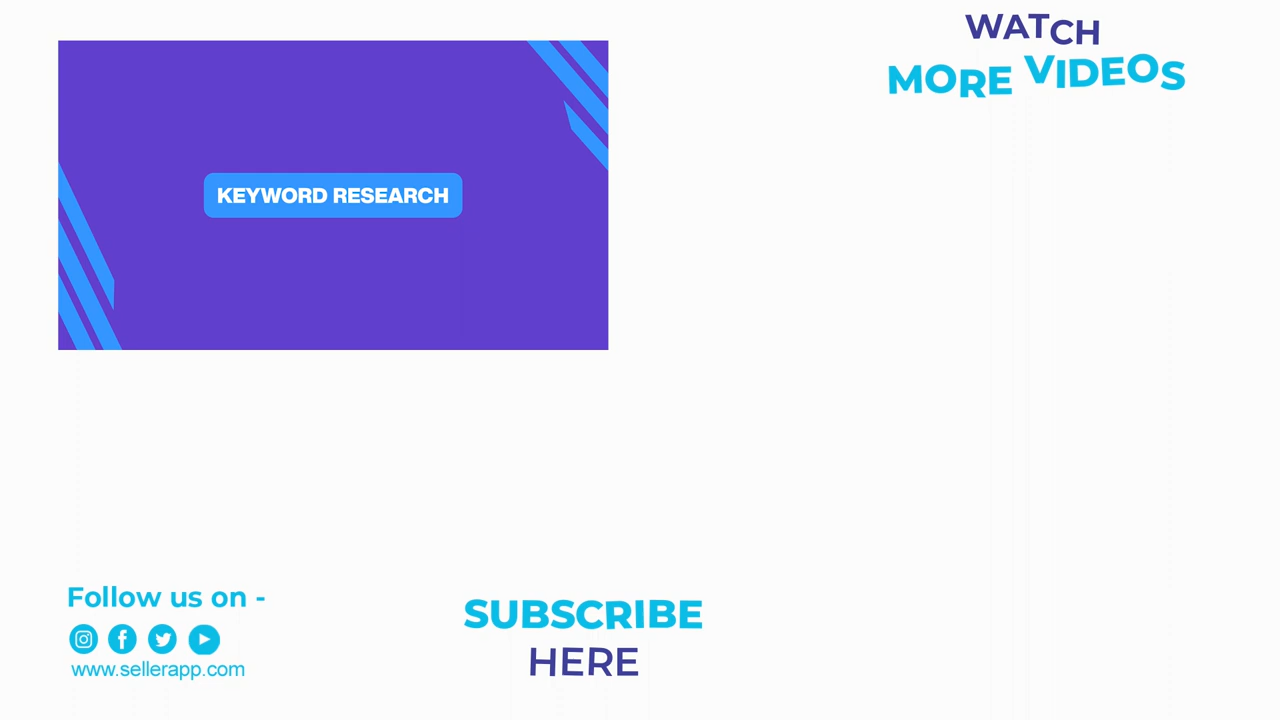 WATCH
MORE VIDEOS
KEYWORD RESEARCH
Follow us on -
www.sellerapp.com
SUBSCRIBE
HERE